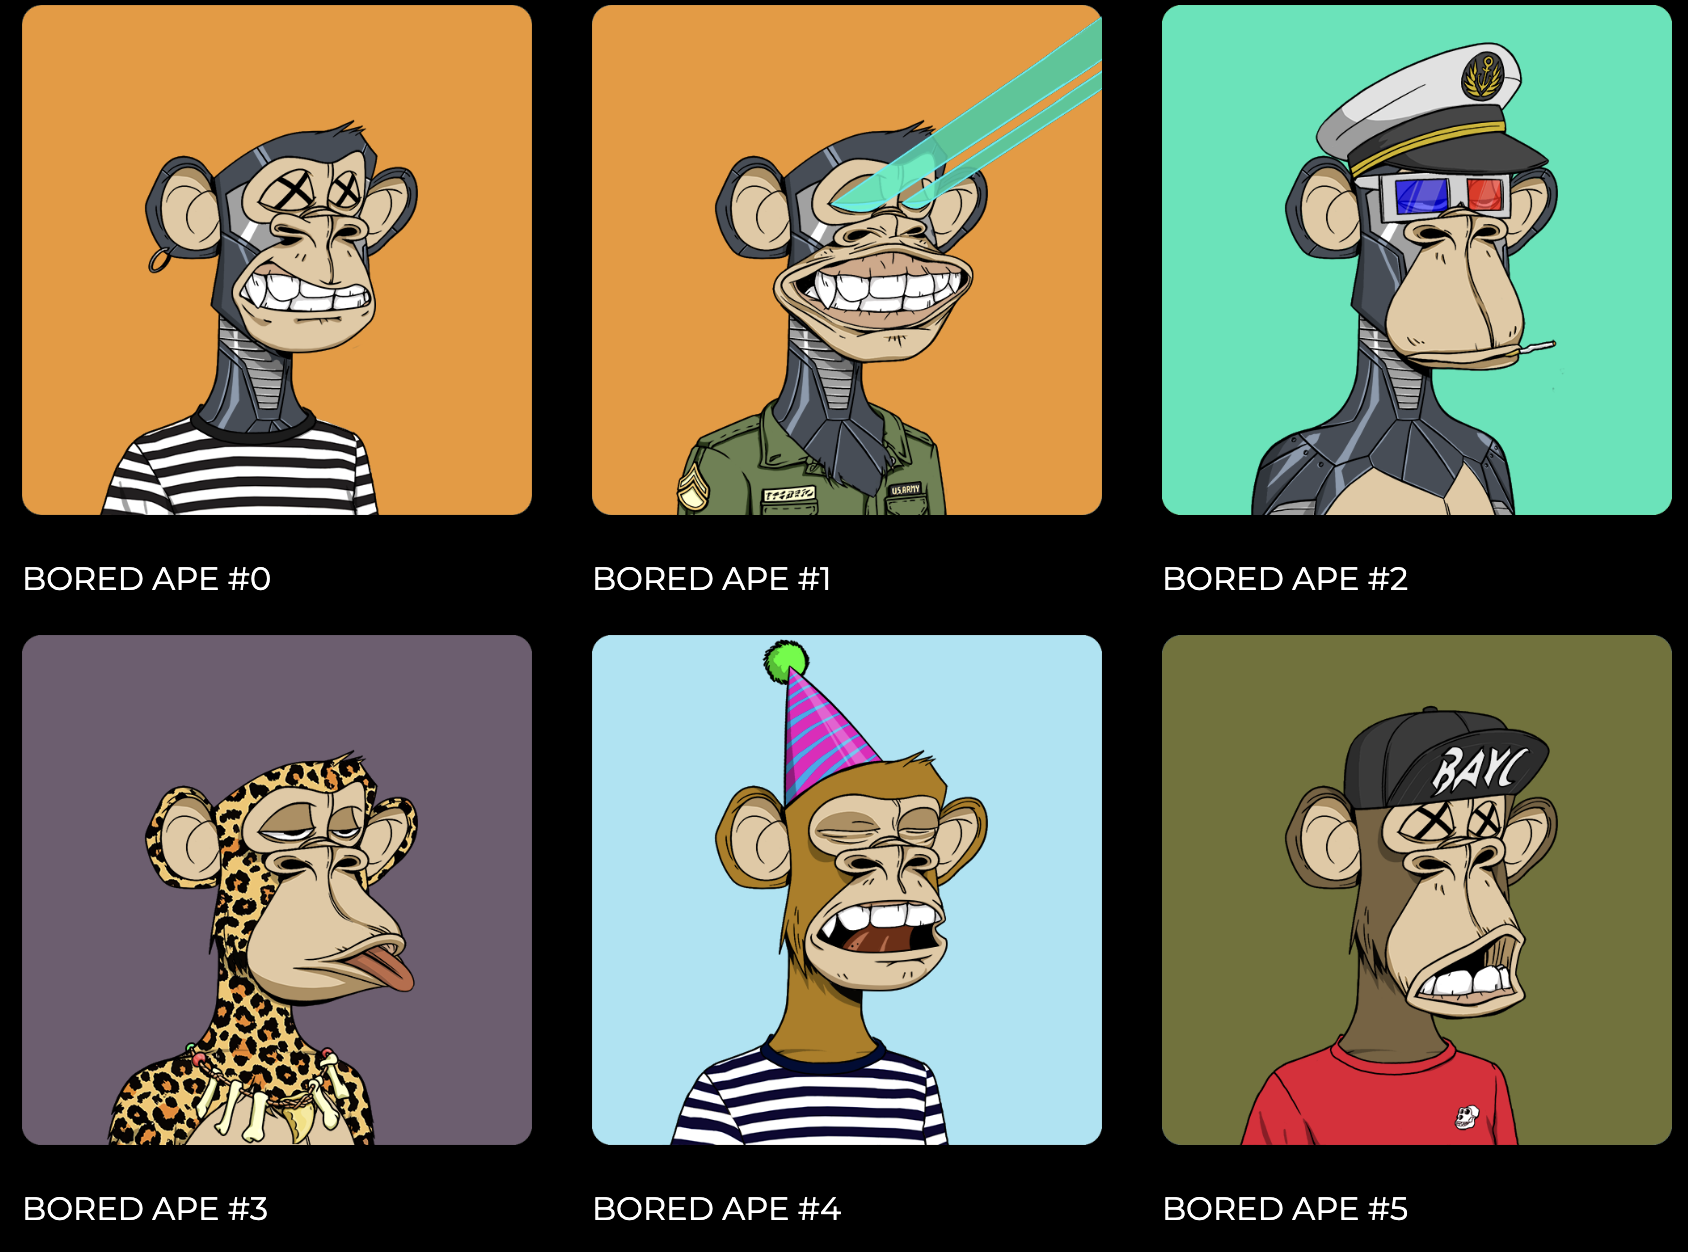 U.S.ARMY
BORED APE #0
BORED APE #1
BORED APE #2
BAYC
BORED APE #3
BORED APE #4
BORED APE #5